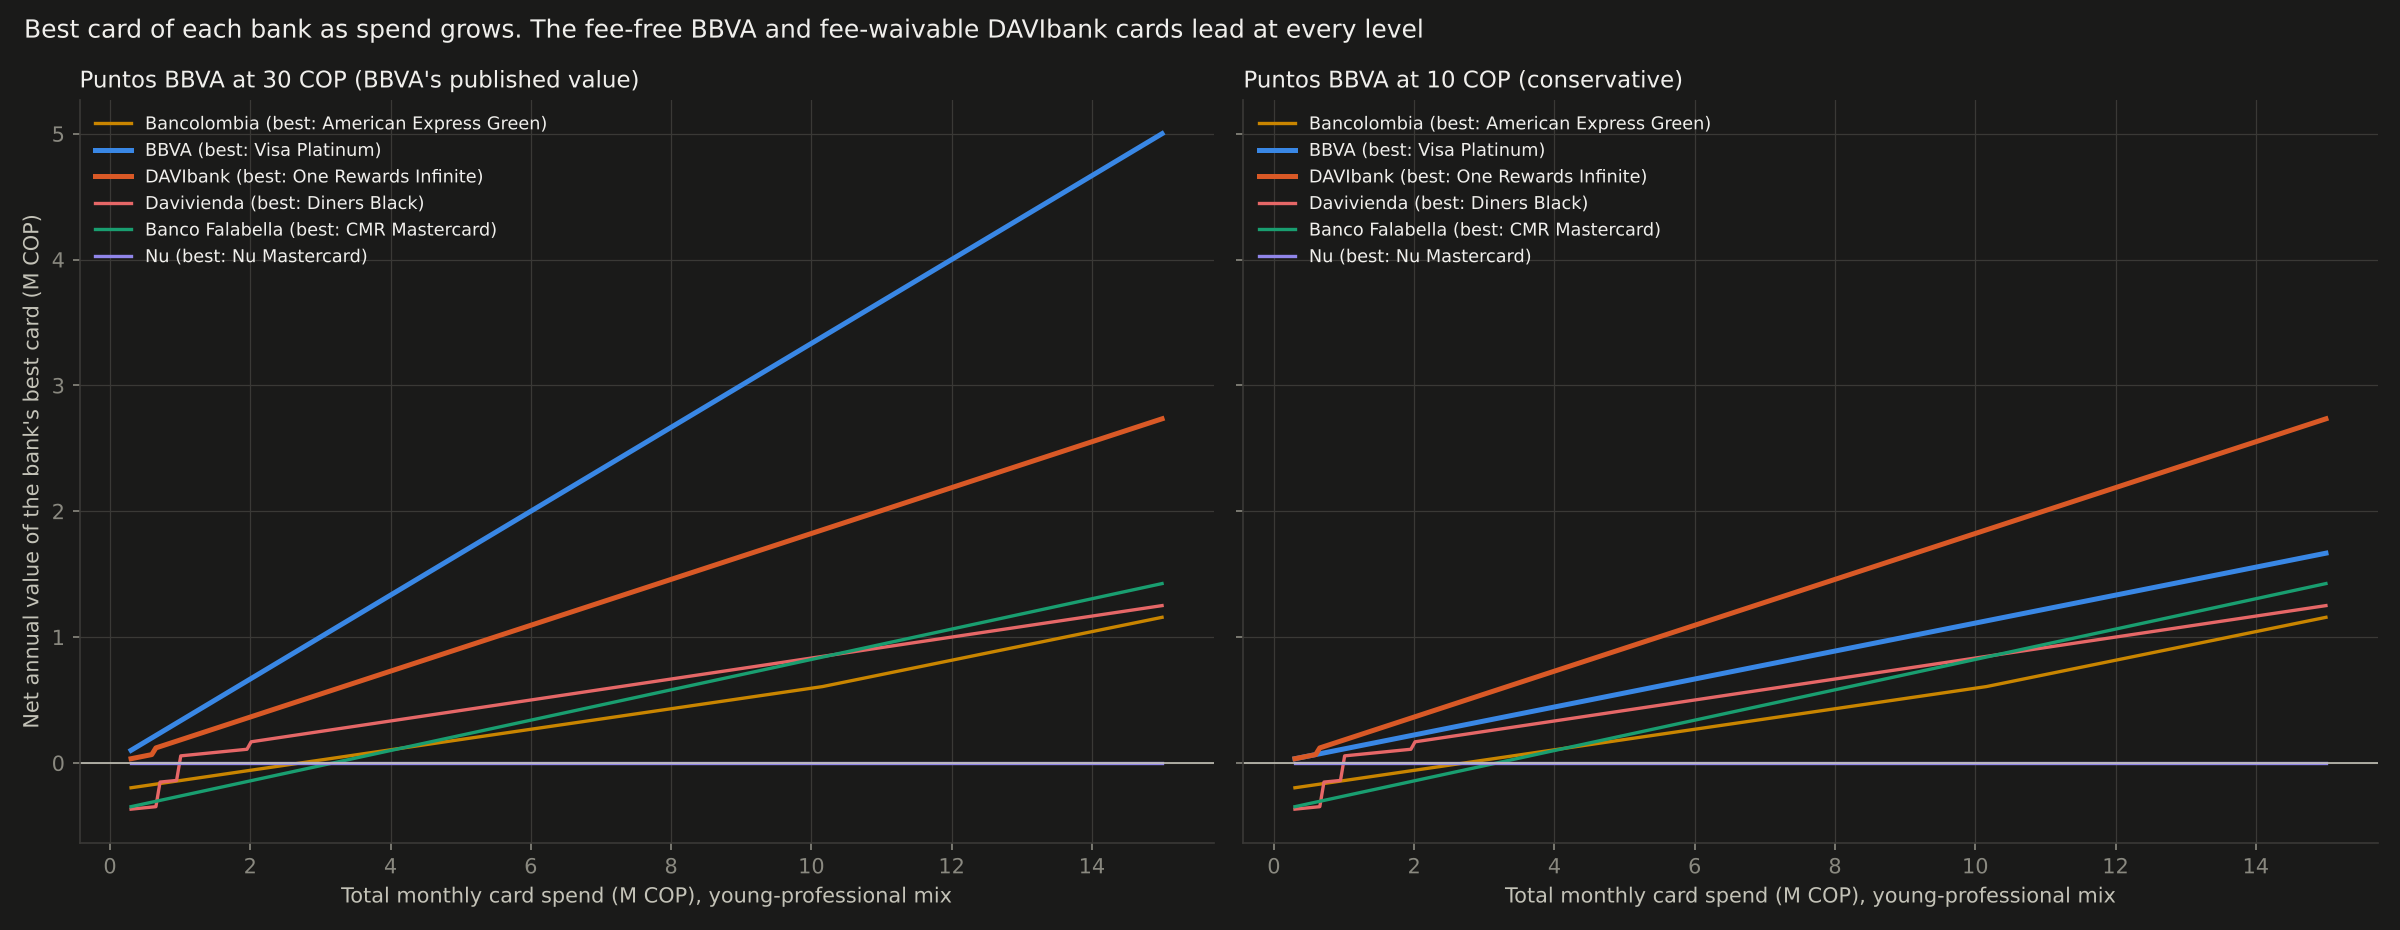 Best card of each bank as spend grows. The fee-free BBVA and fee-waivable DAVIbank cards lead at every level
Puntos BBVA at 30 COP (BBVA's published value)
Bancolombia (best: American Express Green)
BBVA (best: Visa Platinum)
DAVIbank (best: One Rewards Infinite)
Davivienda (best: Diners Black)
Banco Falabella (best: CMR Mastercard)
Nu (best: Nu Mastercard)
Net annual value of the bank's best card (M COP)
5
4
3
2
1
0
0 2 4 6 8 10 12 14
Total monthly card spend (M COP), young-professional mix
Puntos BBVA at 10 COP (conservative)
Bancolombia (best: American Express Green)
BBVA (best: Visa Platinum)
DAVIbank (best: One Rewards Infinite)
Davivienda (best: Diners Black)
Banco Falabella (best: CMR Mastercard)
Nu (best: Nu Mastercard)
0 2 4 6 8 10 12 14
Total monthly card spend (M COP), young-professional mix